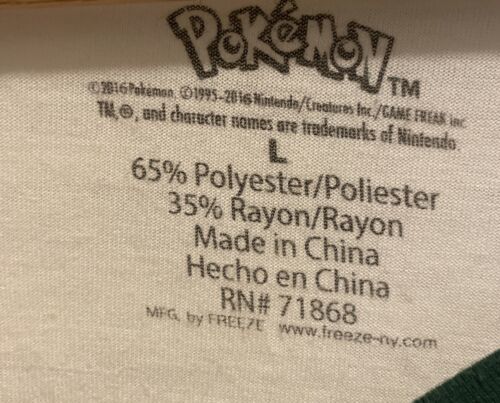 POKéMON TM
©2016 Pokémon. ©1995-2016 Nintendo/Creatures Inc./GAME FREAK inc.
TM,®, and character names are trademarks of Nintendo.
L
65% Polyester/Poliester
35% Rayon/Rayon
Made in China
Hecho en China
RN# 71868
MFG. by FREEZE www.freeze-ny.com